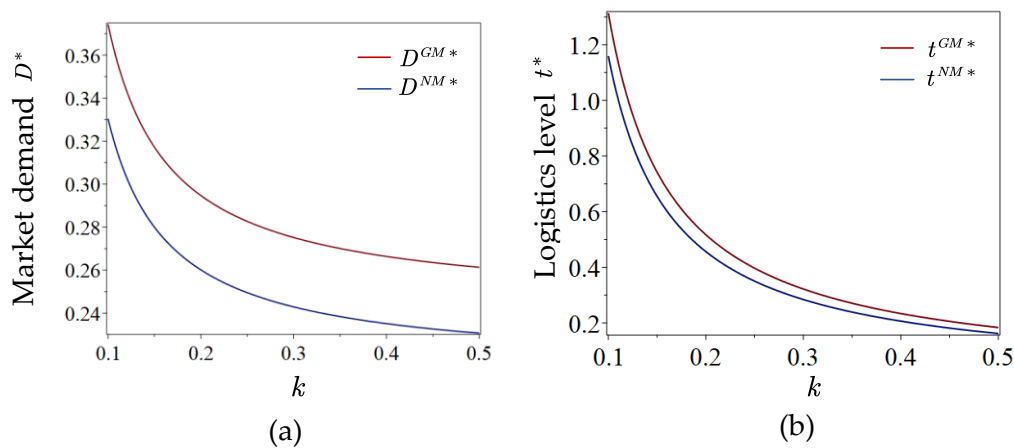 Market demand D*
0.36
0.34
0.32
0.30
0.28
0.26
0.24
0.1
0.2
0.3
0.4
0.5
k
D^{GM*}
D^{NM*}
(a)
Logistics level t*
1.2
1.0
0.8
0.6
0.4
0.2
0.1
0.2
0.3
0.4
0.5
k
t^{GM*}
t^{NM*}
(b)